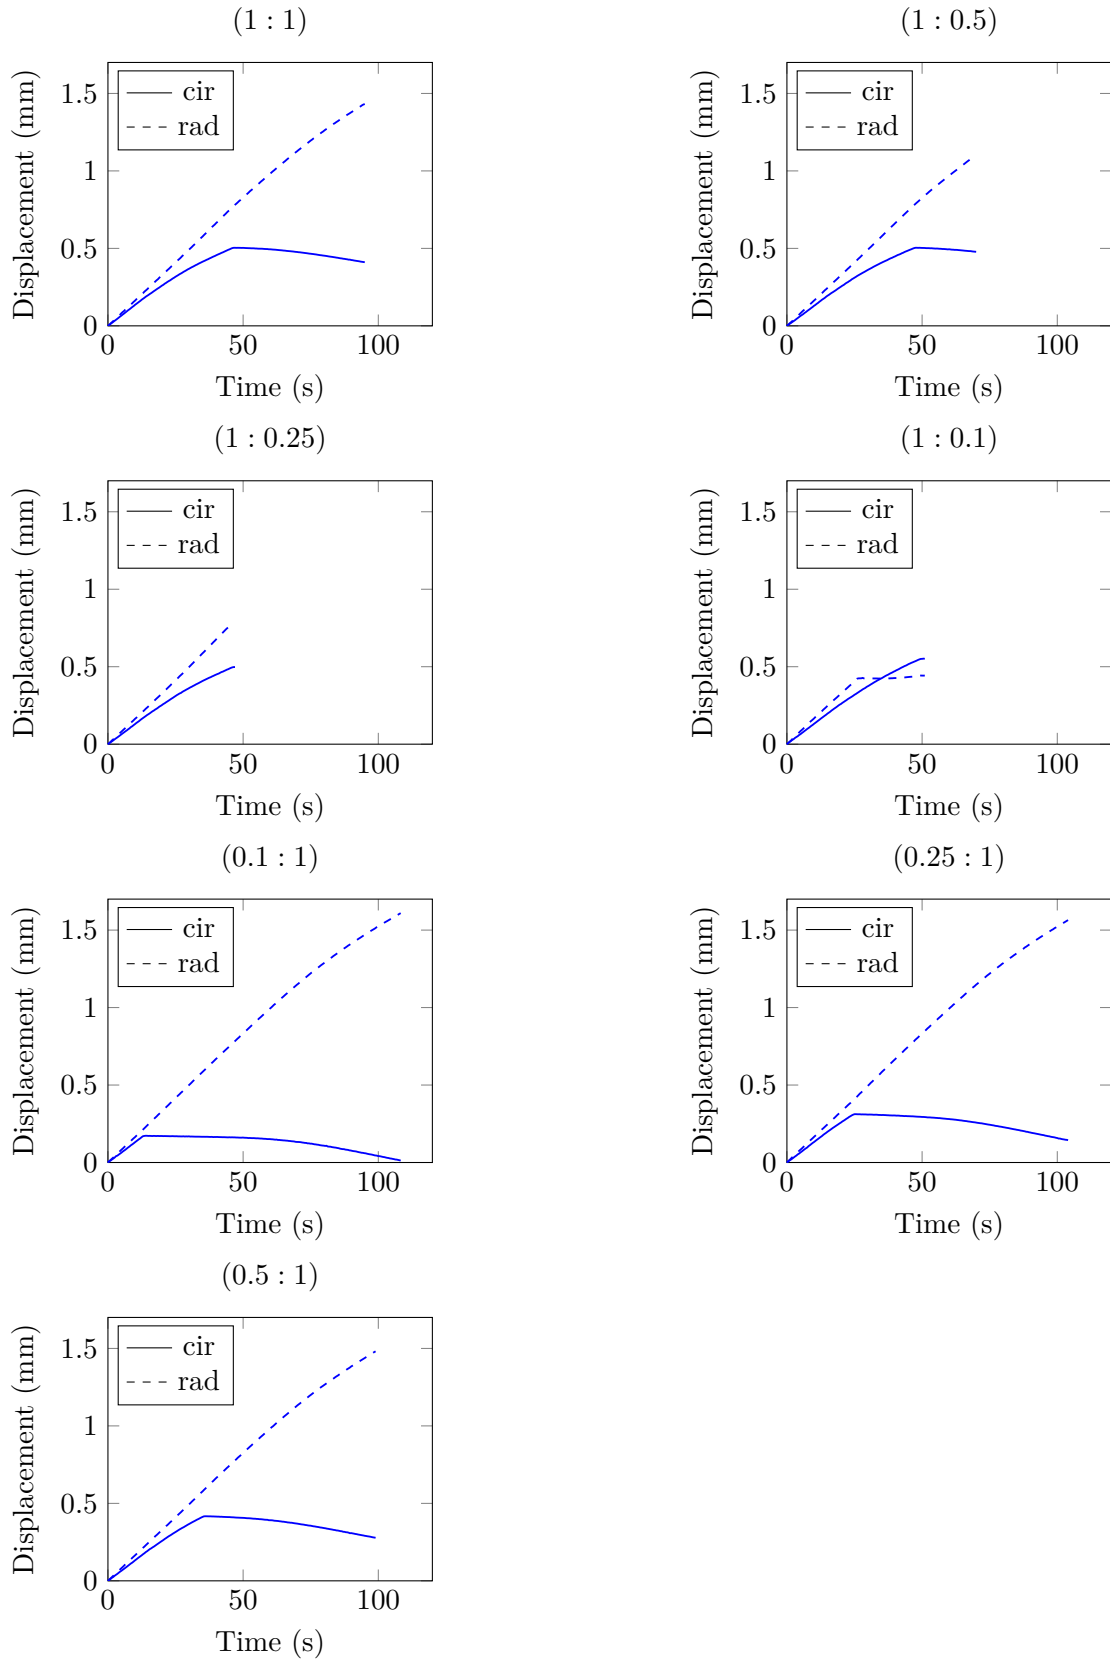 (1 : 1)
Displacement (mm)
1.5
1
0.5
0
0 50 100
Time (s)
cir
rad
(1 : 0.5)
Displacement (mm)
1.5
1
0.5
0
0 50 100
Time (s)
cir
rad
(1 : 0.25)
Displacement (mm)
1.5
1
0.5
0
0 50 100
Time (s)
cir
rad
(1 : 0.1)
Displacement (mm)
1.5
1
0.5
0
0 50 100
Time (s)
cir
rad
(0.1 : 1)
Displacement (mm)
1.5
1
0.5
0
0 50 100
Time (s)
cir
rad
(0.25 : 1)
Displacement (mm)
1.5
1
0.5
0
0 50 100
Time (s)
cir
rad
(0.5 : 1)
Displacement (mm)
1.5
1
0.5
0
0 50 100
Time (s)
cir
rad